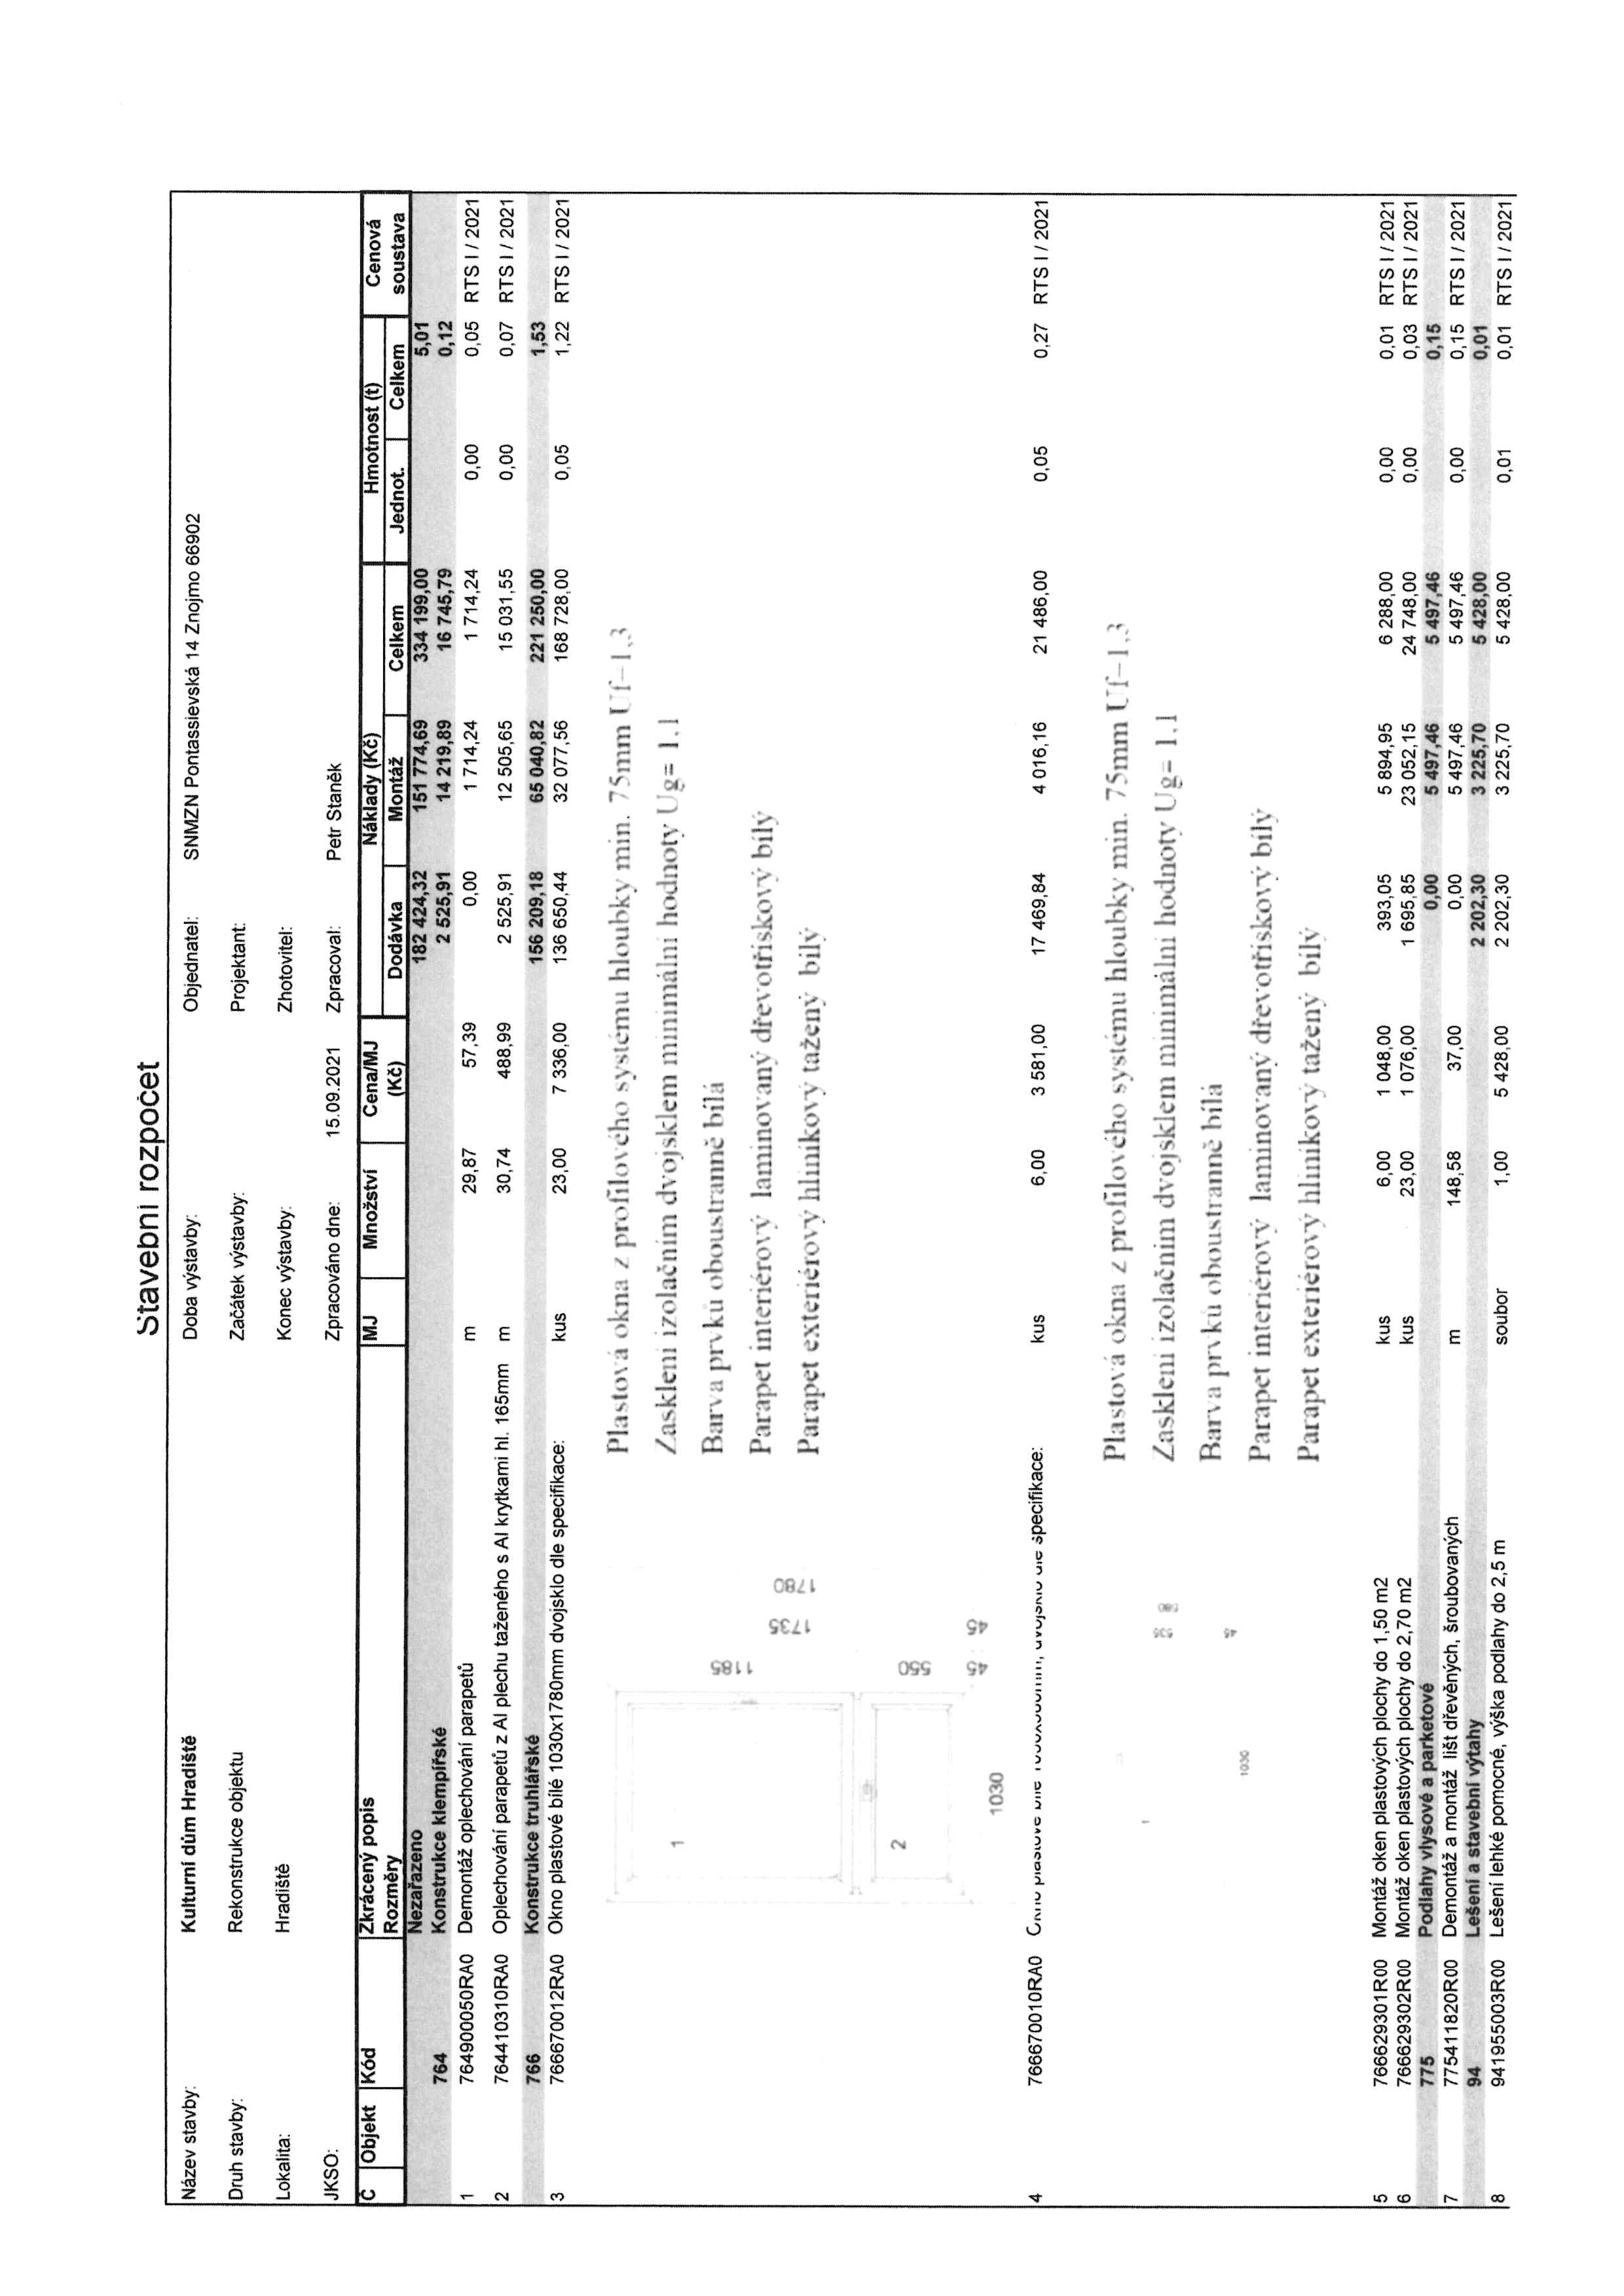 Stavební rozpočet
Název stavby: Kulturní dům Hradiště Doba výstavby: Objednatel: SNMZN Pontassievská 14 Znojmo 66902
Druh stavby: Rekonstrukce objektu Začátek výstavby: Projektant:
Lokalita: Hradiště Konec výstavby: Zhotovitel:
JKSO: Zpracováno dne: 15.09.2021 Zpracoval: Petr Staněk
Č Objekt Kód Zkrácený popis MJ Množství Cena/MJ Náklady (Kč) Hmotnost (t) Cenová
Rozměry (Kč) Dodávka Montáž Celkem Jednot. Celkem soustava
Nezařazeno 182 424,32 151 774,69 334 199,00 5,01
764 Konstrukce klempířské 2 525,91 14 219,89 16 745,79 0,12
1 764900050RA0 Demontáž oplechování parapetů m 29,87 57,39 0,00 1 714,24 1 714,24 0,00 0,05 RTS I / 2021
2 764410310RA0 Oplechování parapetů z Al plechu taženého s Al krytkami hl. 165mm m 30,74 488,99 2 525,91 12 505,65 15 031,55 0,00 0,07 RTS I / 2021
766 Konstrukce truhlářské 156 209,18 65 040,82 221 250,00 1,53
3 766670012RA0 Okno plastové bílé 1030x1780mm dvojsklo dle specifikace: kus 23,00 7 336,00 136 650,44 32 077,56 168 728,00 0,05 1,22 RTS I / 2021
Plastová okna z profilového systému hloubky min. 75mm Uf=1,3
Zasklení izolačním dvojsklem minimální hodnoty Ug= 1,1
Barva prvků oboustranně bílá
Parapet interiérový laminovaný dřevotřískový bílý
Parapet exteriérový hliníkový tažený bílý
1
1185
1735
1780
2
550
45
45
1030
4 766670010RA0 Okno plastové bílé dvojsklo dle specifikace: kus 6,00 3 581,00 17 469,84 4 016,16 21 486,00 0,05 0,27 RTS I / 2021
Plastová okna z profilového systému hloubky min. 75mm Uf=1,3
Zasklení izolačním dvojsklem minimální hodnoty Ug= 1,1
Barva prvků oboustranně bílá
Parapet interiérový laminovaný dřevotřískový bílý
Parapet exteriérový hliníkový tažený bílý
1
45
1030
5 766629301R00 Montáž oken plastových plochy do 1,50 m2 kus 6,00 1 048,00 393,05 5 894,95 6 288,00 0,00 0,01 RTS I / 2021
6 766629302R00 Montáž oken plastových plochy do 2,70 m2 kus 23,00 1 076,00 1 695,85 23 052,15 24 748,00 0,00 0,03 RTS I / 2021
775 Podlahy vlysové a parketové 0,00 5 497,46 5 497,46 0,15
7 775411820R00 Demontáž a montáž lišt dřevěných, šroubovaných m 148,58 37,00 0,00 5 497,46 5 497,46 0,00 0,15 RTS I / 2021
94 Lešení a stavební výtahy 2 202,30 3 225,70 5 428,00 0,01
8 941955003R00 Lešení lehké pomocné, výška podlahy do 2,5 m soubor 1,00 5 428,00 2 202,30 3 225,70 5 428,00 0,01 0,01 RTS I / 2021